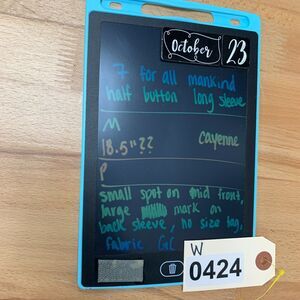 October 23
7 for all mankind
half button long sleeve
M
18.5"?? cayenne
P
small spot on mid front,
large mark on
back sleeve, no size tag,
fabric GC
W
0424